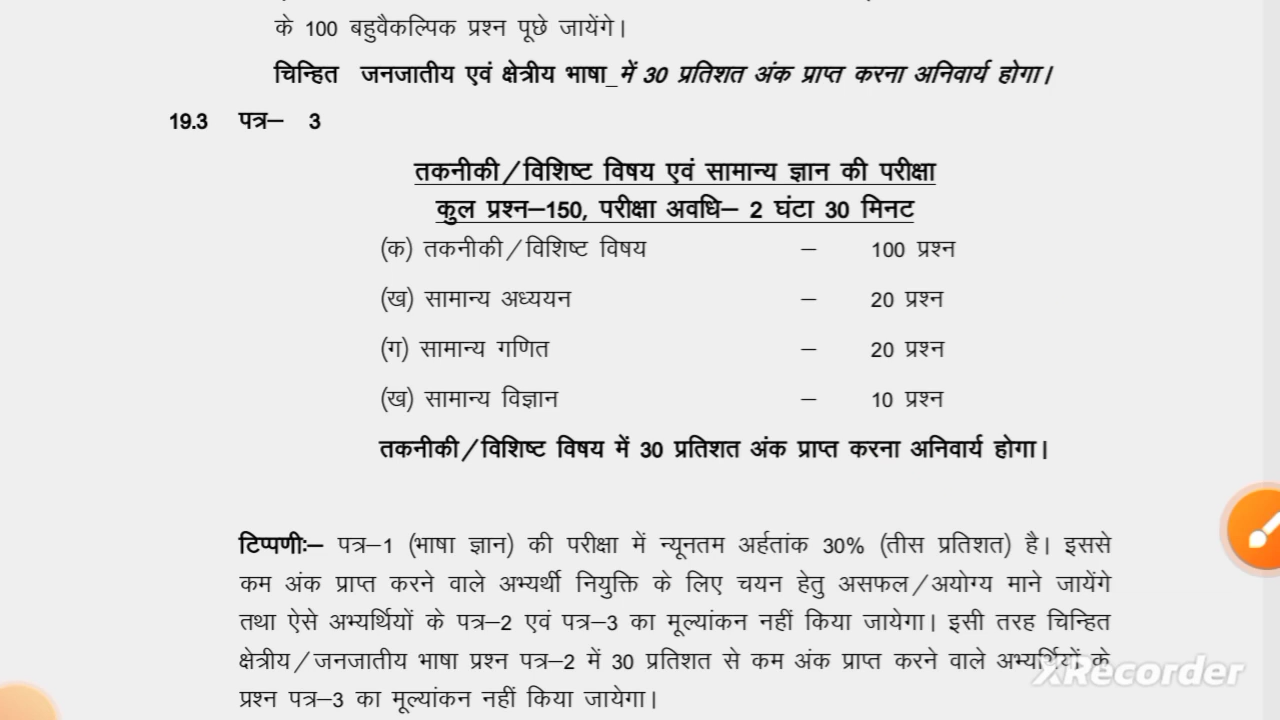 के 100 बहुवैकल्पिक प्रश्न पूछे जायेंगे।
चिन्हित जनजातीय एवं क्षेत्रीय भाषा_में 30 प्रतिशत अंक प्राप्त करना अनिवार्य होगा।
19.3 पत्र– 3
तकनीकी/विशिष्ट विषय एवं सामान्य ज्ञान की परीक्षा
कुल प्रश्न–150, परीक्षा अवधि– 2 घंटा 30 मिनट
(क) तकनीकी/विशिष्ट विषय – 100 प्रश्न
(ख) सामान्य अध्ययन – 20 प्रश्न
(ग) सामान्य गणित – 20 प्रश्न
(ख) सामान्य विज्ञान – 10 प्रश्न
तकनीकी/विशिष्ट विषय में 30 प्रतिशत अंक प्राप्त करना अनिवार्य होगा।
टिप्पणीः– पत्र–1 (भाषा ज्ञान) की परीक्षा में न्यूनतम अर्हतांक 30% (तीस प्रतिशत) है। इससे
कम अंक प्राप्त करने वाले अभ्यर्थी नियुक्ति के लिए चयन हेतु असफल/अयोग्य माने जायेंगे
तथा ऐसे अभ्यर्थियों के पत्र–2 एवं पत्र–3 का मूल्यांकन नहीं किया जायेगा। इसी तरह चिन्हित
क्षेत्रीय/जनजातीय भाषा प्रश्न पत्र–2 में 30 प्रतिशत से कम अंक प्राप्त करने वाले अभ्यर्थियों के
प्रश्न पत्र–3 का मूल्यांकन नहीं किया जायेगा।
XRecorder